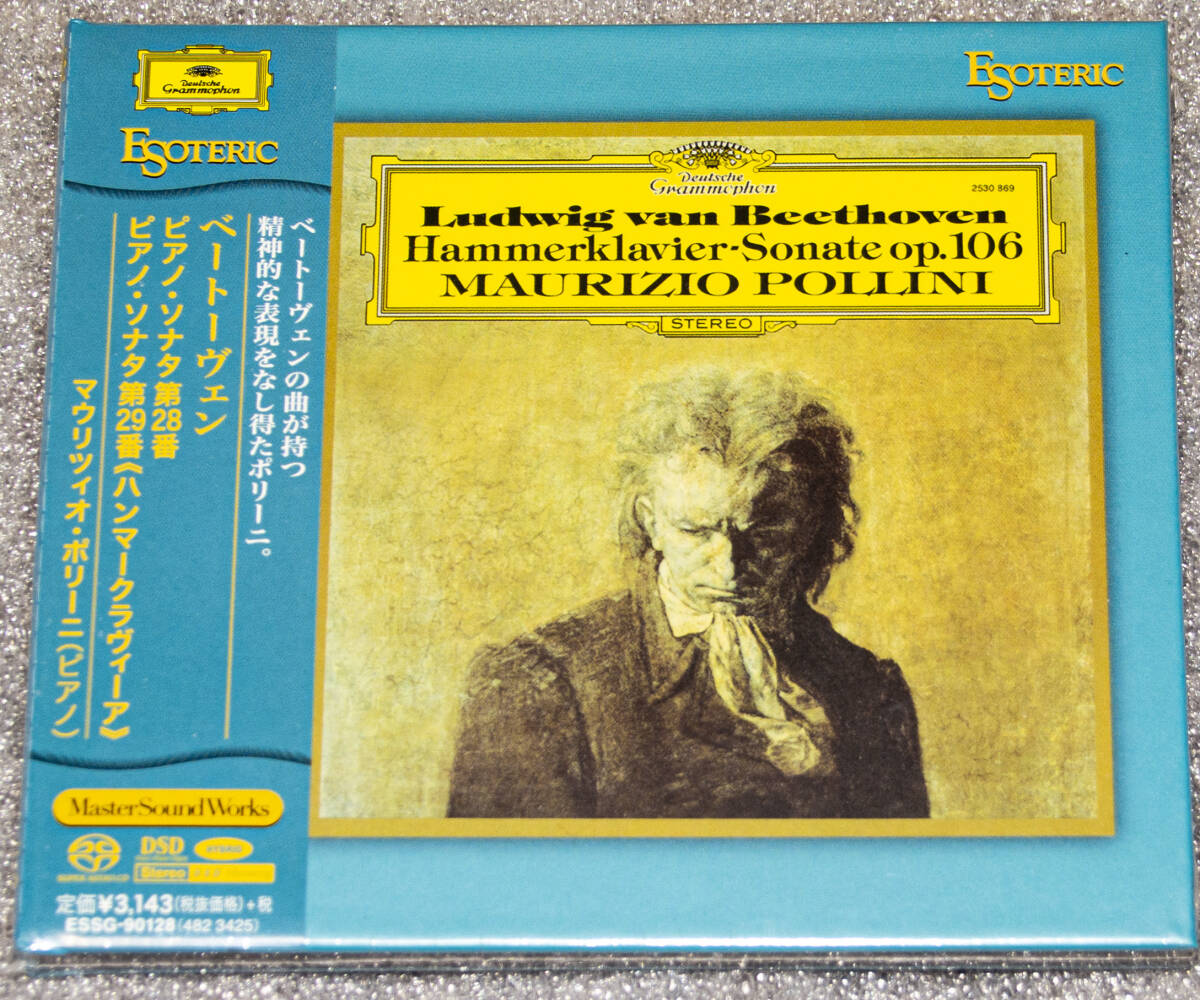 Deutsche
Grammophon
ESOTERIC
ベートーヴェンの曲が持つ
精神的な表現をなし得たポリーニ。
ベートーヴェン
ピアノ・ソナタ第28番
ピアノ・ソナタ第29番《ハンマークラヴィーア》
マウリツィオ・ポリーニ(ピアノ)
MasterSoundWorks
SUPER AUDIO CD
DSD
STEREO
Stereo
定価¥3,143(税抜価格)+税
ESSG-90128(482 3425)
ESOTERIC
Deutsche
Grammophon
2530 869
Ludwig van Beethoven
Hammerklavier-Sonate op.106
MAURIZIO POLLINI
STEREO